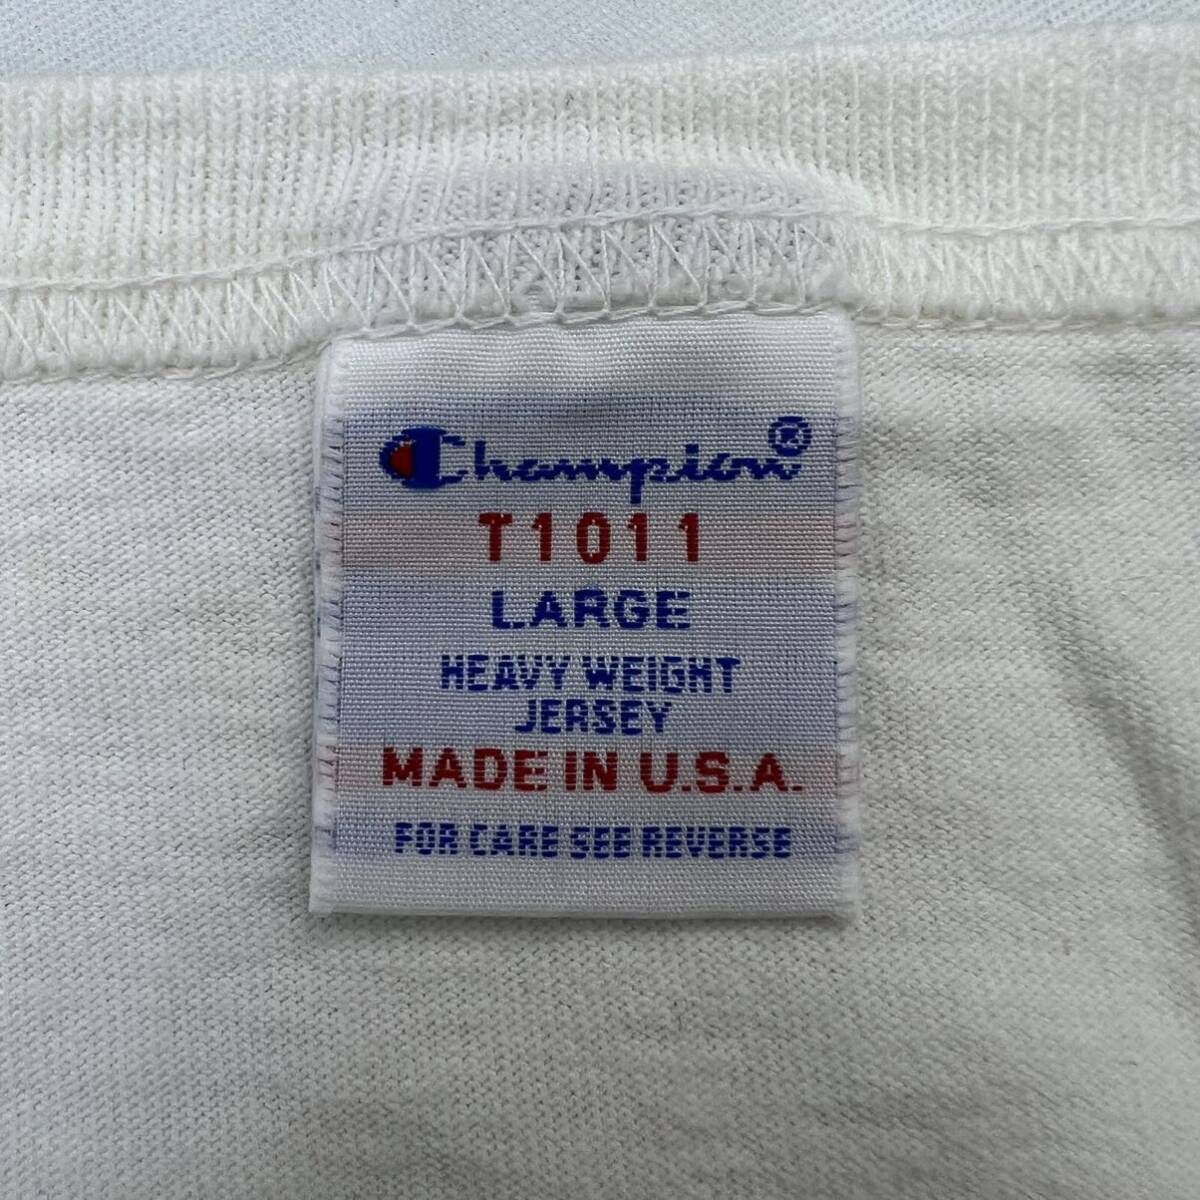 Champion®
T1011
LARGE
HEAVY WEIGHT
JERSEY
MADE IN U.S.A.
FOR CARE SEE REVERSE